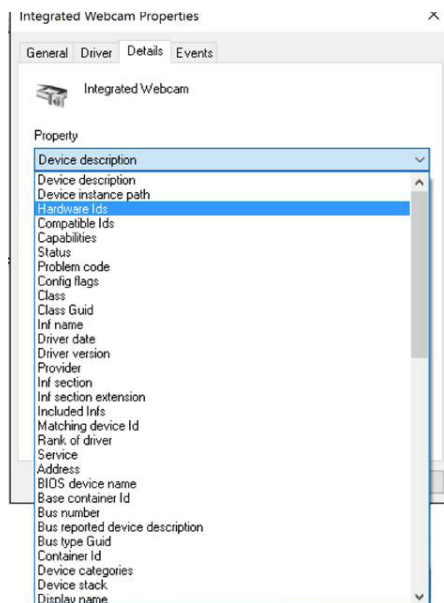 Integrated Webcam Properties
General Driver Details Events
Integrated Webcam
Property
Device description
Device description
Device instance path
Hardware Ids
Compatible Ids
Capabilities
Status
Problem code
Config flags
Class
Class Guid
Inf name
Driver date
Driver version
Provider
Inf section
Inf section extension
Included Infs
Matching device Id
Rank of driver
Service
Address
BIOS device name
Base container Id
Bus number
Bus reported device description
Bus type Guid
Container Id
Device categories
Device stack
Display name